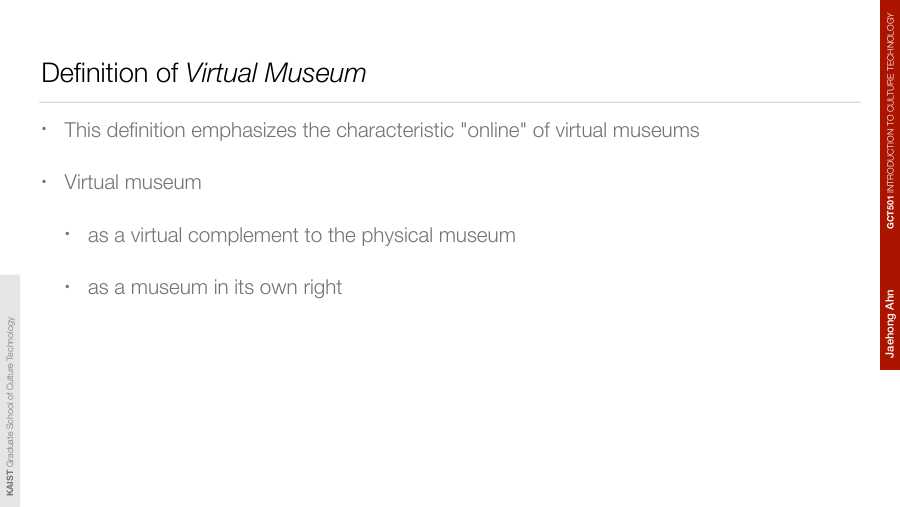 Definition of Virtual Museum
• This definition emphasizes the characteristic "online" of virtual museums
• Virtual museum
• as a virtual complement to the physical museum
• as a museum in its own right
GCT501 INTRODUCTION TO CULTURE TECHNOLOGY
Jaehong Ahn
KAIST Graduate School of Culture Technology